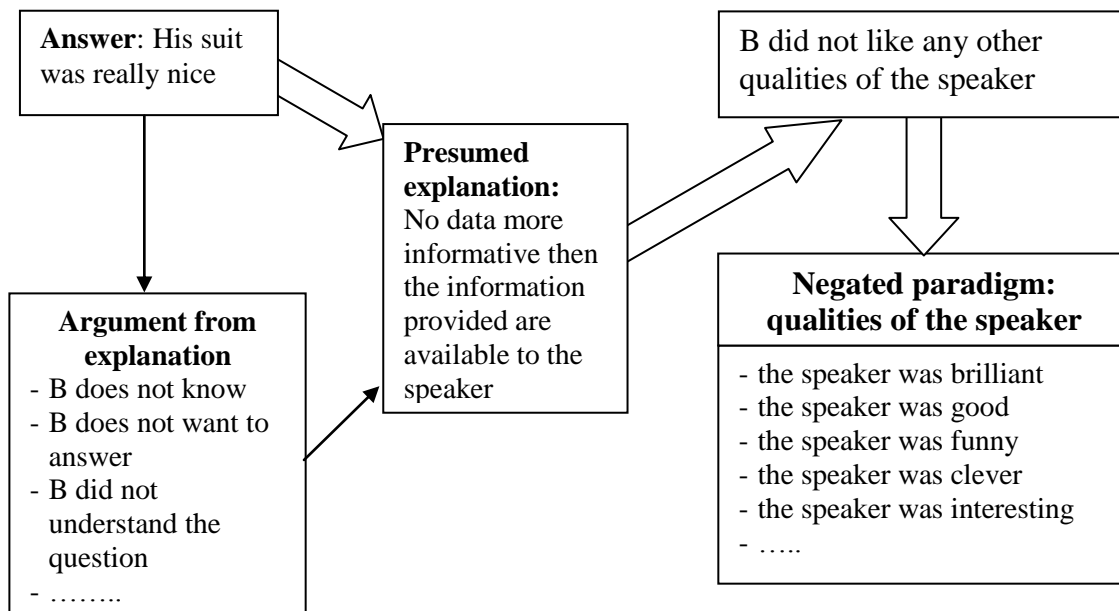 Answer: His suit
was really nice
B did not like any other
qualities of the speaker
Presumed
explanation:
No data more
informative then
the information
provided are
available to the
speaker
Argument from
explanation
- B does not know
- B does not want to
answer
- B did not
understand the
question
- ……..
Negated paradigm:
qualities of the speaker
- the speaker was brilliant
- the speaker was good
- the speaker was funny
- the speaker was clever
- the speaker was interesting
- …..